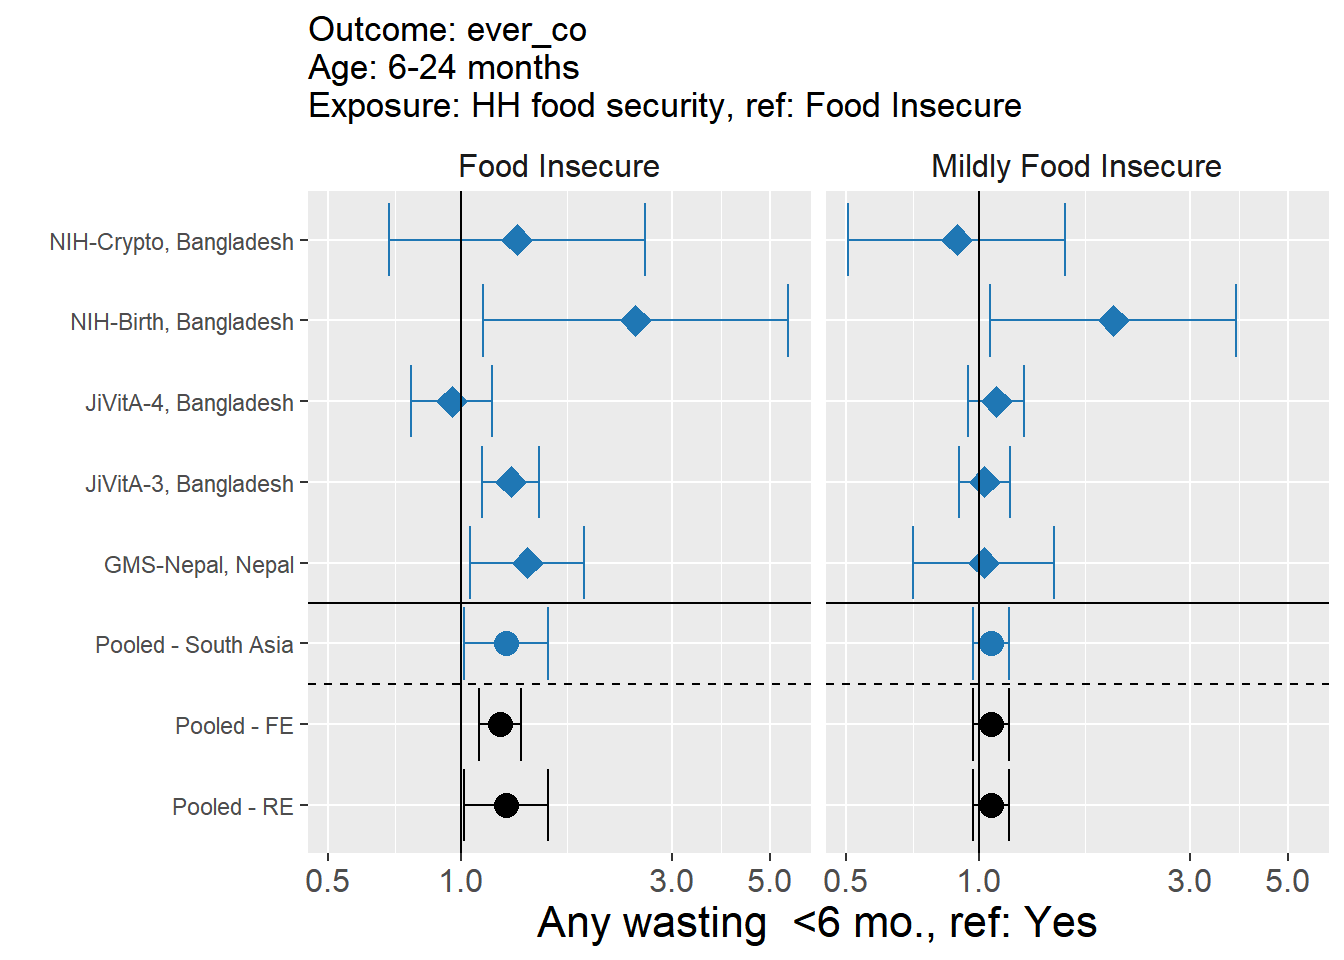 Outcome: ever_co
Age: 6-24 months
Exposure: HH food security, ref: Food Insecure
Food Insecure
Mildly Food Insecure
NIH-Crypto, Bangladesh
NIH-Birth, Bangladesh
JiVitA-4, Bangladesh
JiVitA-3, Bangladesh
GMS-Nepal, Nepal
Pooled - South Asia
Pooled - FE
Pooled - RE
0.5 1.0 3.0 5.0 0.5 1.0 3.0 5.0
Any wasting  <6 mo., ref: Yes